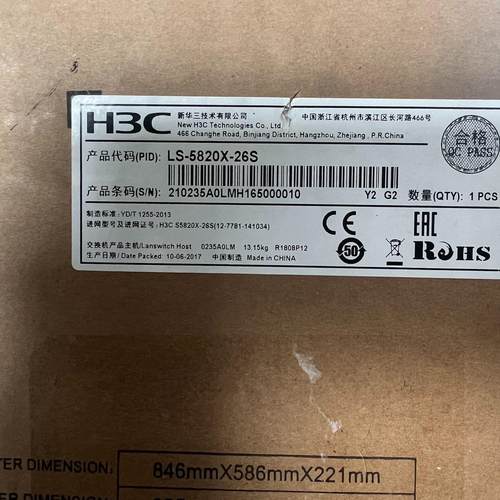 H3C
新华三技术有限公司
New H3C Technologies Co., Ltd.
中国浙江省杭州市滨江区长河路466号
466 Changhe Road, Binjiang District, Hangzhou, Zhejiang, P.R.China
合格
QC PASS
产品代码(PID): LS-5820X-26S
产品条码(S/N): 210235A0LMH165000010 Y2 G2 数量(QTY): 1 PCS
制造标准: YD/T 1255-2013
进网型号及进网证号: H3C S5820X-26S(12-7781-141034)
交换机产品主机/Lanswitch Host 0235A0LM 13.15kg R1808P12
生产日期 / Date Packed 10-06-2017 中国制造 Made in CHINA
50
EAC
RoHS
TER DIMENSION: 846mmX586mmX221mm